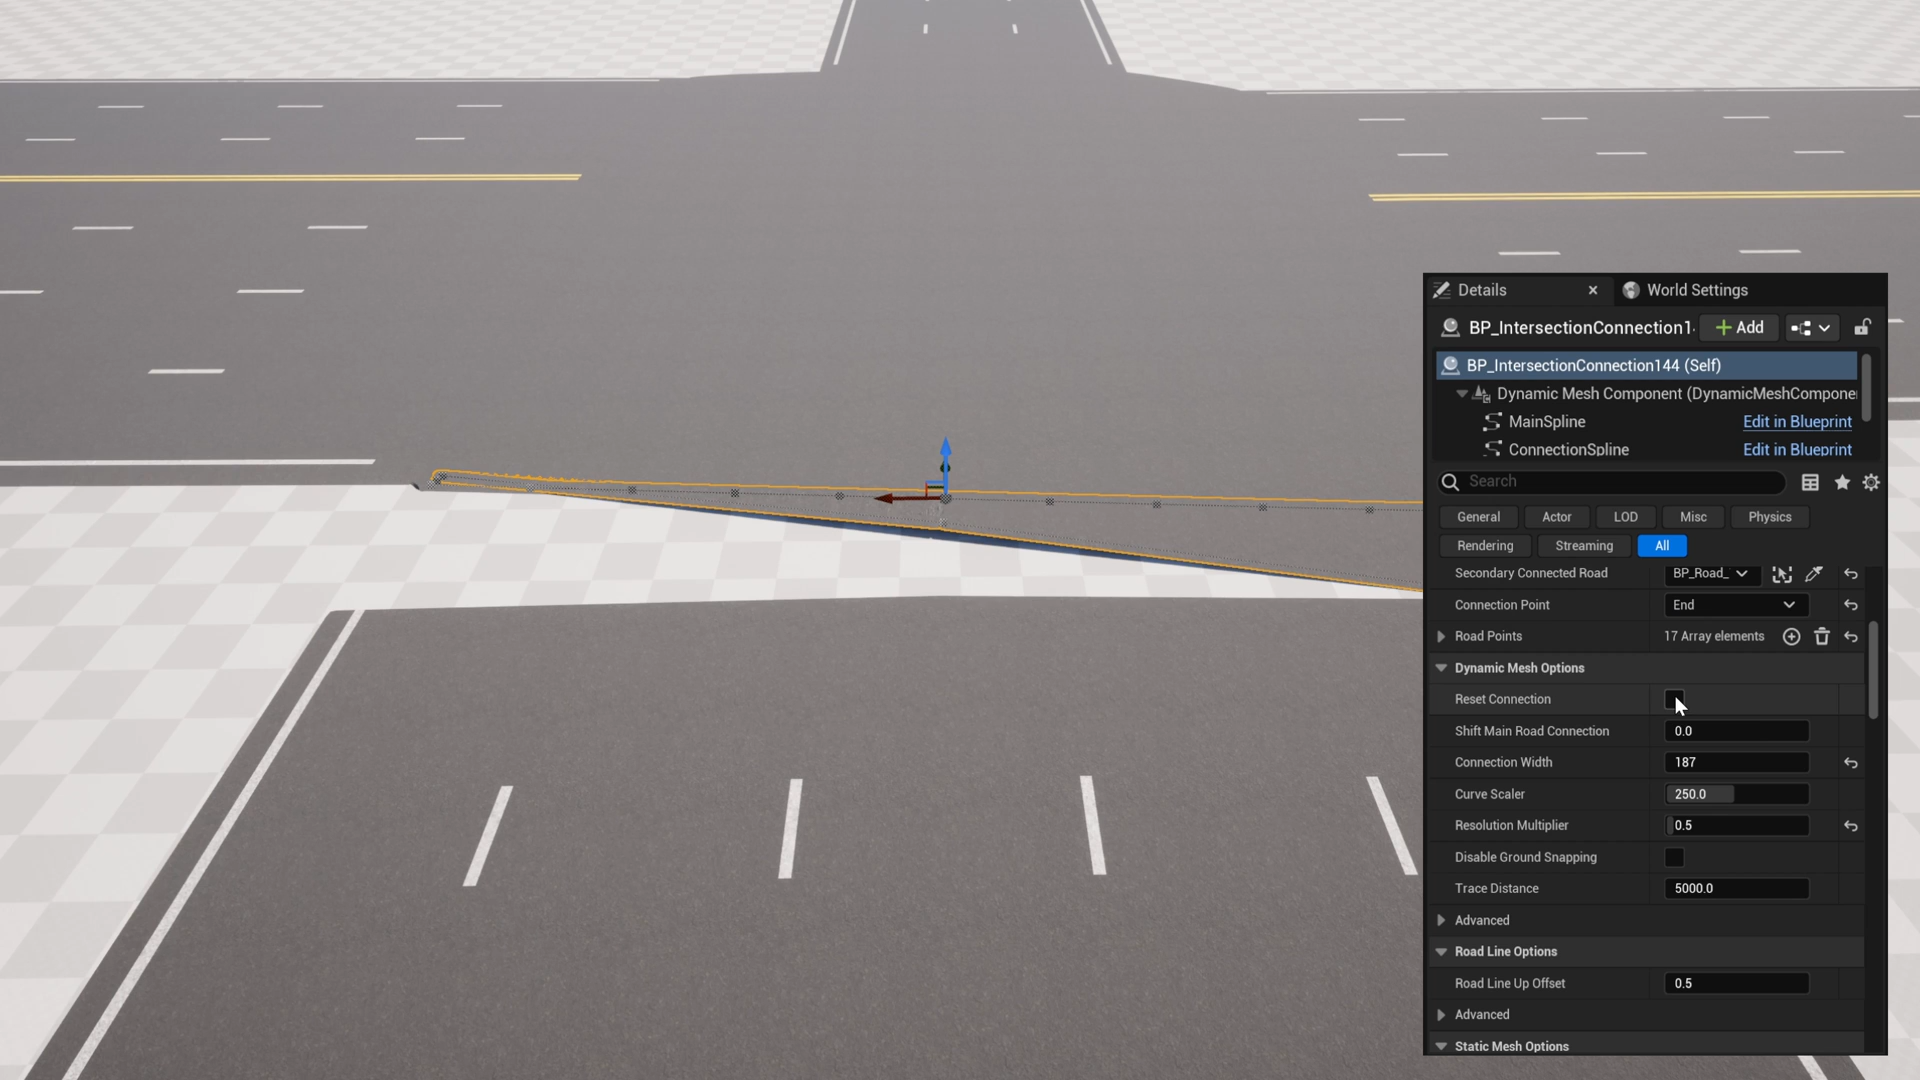 Details
World Settings
BP_IntersectionConnection1
Add
BP_IntersectionConnection144 (Self)
Dynamic Mesh Component (DynamicMeshCompone
MainSpline
Edit in Blueprint
ConnectionSpline
Edit in Blueprint
Search
General
Actor
LOD
Misc
Physics
Rendering
Streaming
All
Secondary Connected Road
BP_Road_
Connection Point
End
Road Points
17 Array elements
Dynamic Mesh Options
Reset Connection
Shift Main Road Connection
0.0
Connection Width
187
Curve Scaler
250.0
Resolution Multiplier
0.5
Disable Ground Snapping
Trace Distance
5000.0
Advanced
Road Line Options
Road Line Up Offset
0.5
Advanced
Static Mesh Options